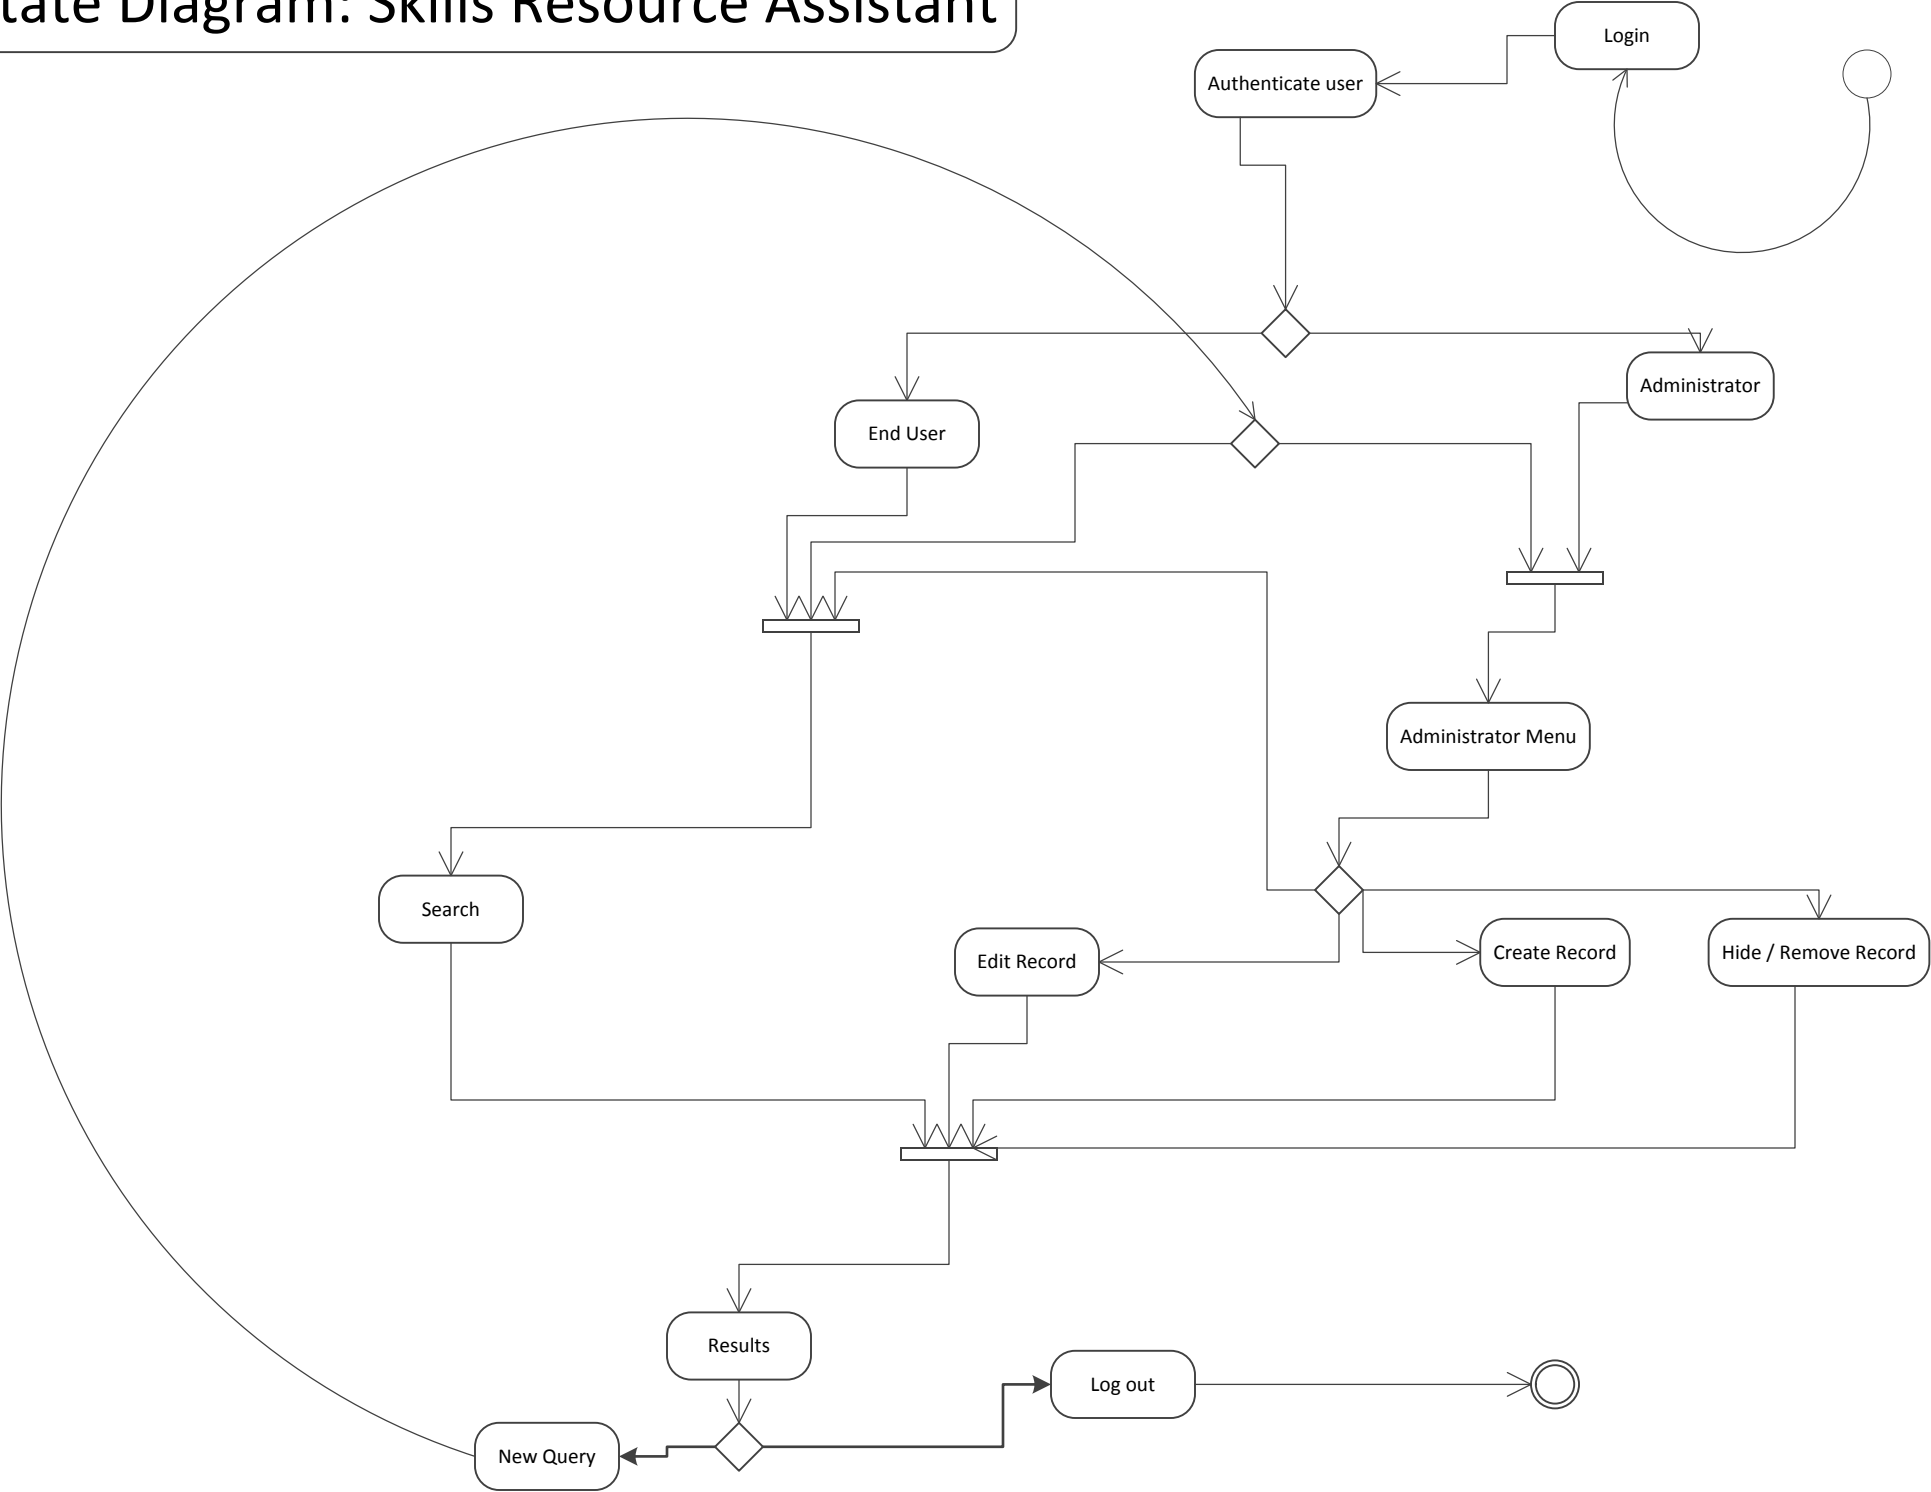 tate Diagram: Skills Resource Assistant
Login
Authenticate user
Administrator
End User
Administrator Menu
Search
Edit Record
Create Record
Hide / Remove Record
Results
Log out
New Query